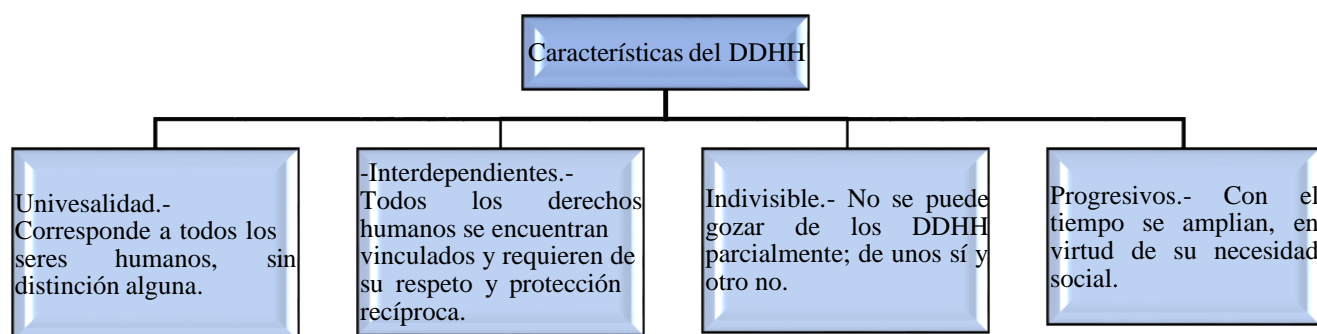 Características del DDHH
Univesalidad.-
Corresponde a todos los
seres humanos, sin
distinción alguna.
-Interdependientes.-
Todos los derechos
humanos se encuentran
vinculados y requieren de
su respeto y protección
recíproca.
Indivisible.- No se puede
gozar de los DDHH
parcialmente; de unos sí y
otro no.
Progresivos.- Con el
tiempo se amplian, en
virtud de su necesidad
social.